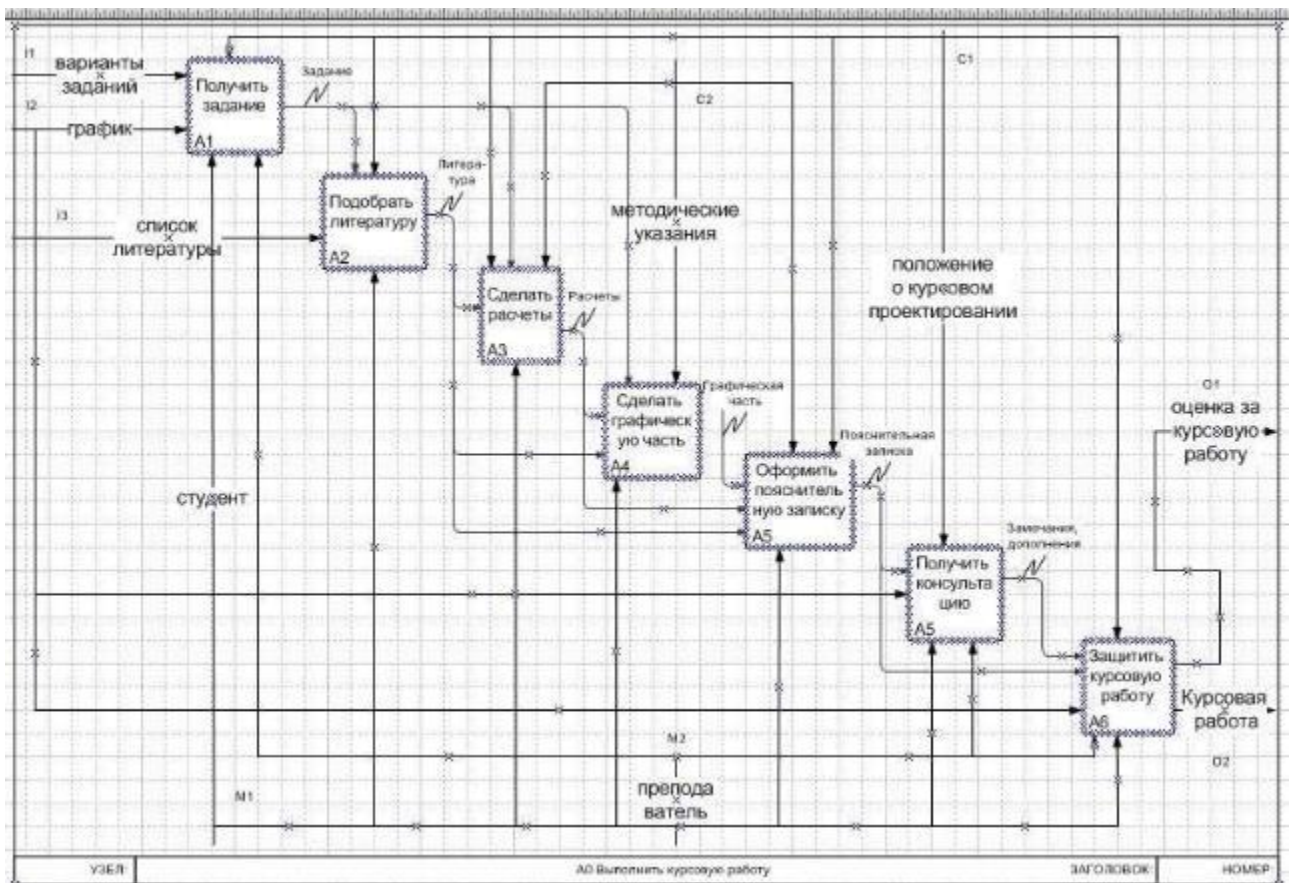 I1
варианты
заданий
I2
график
Получить
задание
A1
Задание
C1
C2
I3
список
литературы
Подобрать
литературу
A2
Литера-
тура
методические
указания
положение
о курсовом
проектировании
Сделать
расчеты
A3
Расчеты
Сделать
графическ
ую часть
A4
Графическая
часть
O1
оценка за
курсовую
работу
студент
Оформить
пояснитель
ную записку
A5
Пояснительная
записка
Получить
консульта
цию
A5
Замечания,
дополнения
Защитить
курсовую
работу
A6
Курсовая
работа
O2
M2
M1
препода
ватель
УЗЕЛ:
А0 Выполнить курсовую работу
ЗАГОЛОВОК:
НОМЕР: